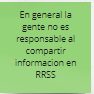 En general la
gente no es
responsable al
compartir
informacion en
RRSS